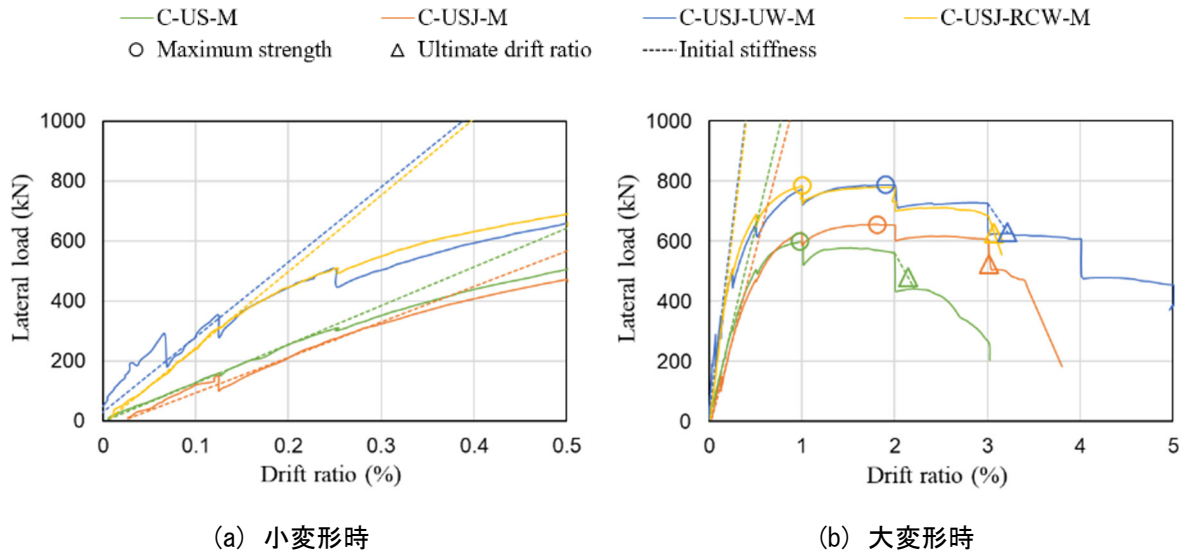 C-US-M C-USJ-M C-USJ-UW-M C-USJ-RCW-M
Maximum strength Ultimate drift ratio Initial stiffness
1000
800
600
400
200
0
Lateral load (kN)
0 0.1 0.2 0.3 0.4 0.5
Drift ratio (%)
(a) 小変形時
1000
800
600
400
200
0
Lateral load (kN)
0 1 2 3 4 5
Drift ratio (%)
(b) 大変形時